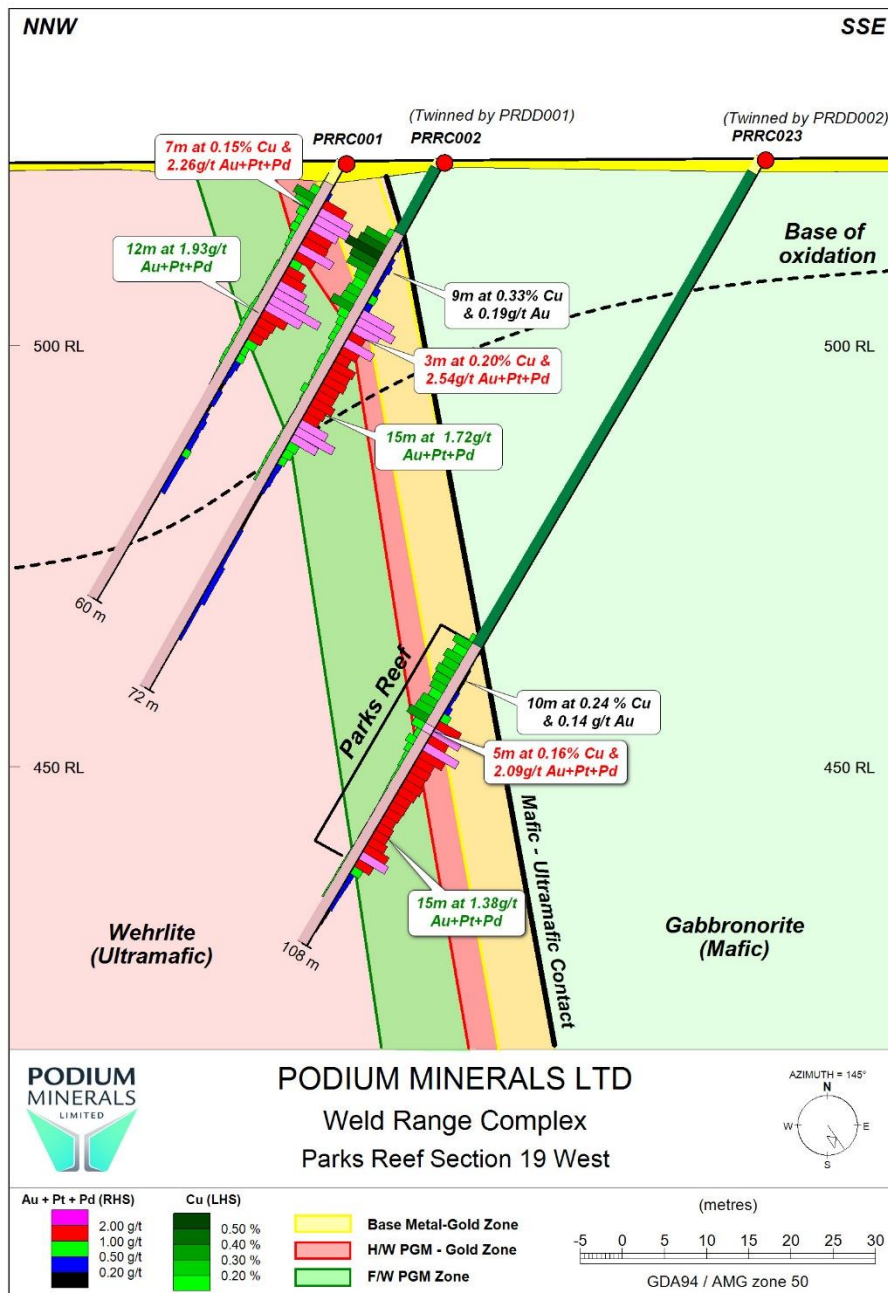 NNW
SSE
(Twinned by PRDD001)
(Twinned by PRDD002)
PRRC001
PRRC002
PRRC023
7m at 0.15% Cu &
2.26g/t Au+Pt+Pd
12m at 1.93g/t
Au+Pt+Pd
Base of
oxidation
9m at 0.33% Cu
& 0.19g/t Au
500 RL
500 RL
3m at 0.20% Cu &
2.54g/t Au+Pt+Pd
15m at 1.72g/t
Au+Pt+Pd
60 m
72 m
Parks Reef
10m at 0.24 % Cu
& 0.14 g/t Au
5m at 0.16% Cu &
2.09g/t Au+Pt+Pd
450 RL
450 RL
Mafic - Ultramafic Contact
15m at 1.38g/t
Au+Pt+Pd
108 m
Wehrlite
(Ultramafic)
Gabbronorite
(Mafic)
PODIUM
MINERALS
LIMITED
PODIUM MINERALS LTD
Weld Range Complex
Parks Reef Section 19 West
AZIMUTH = 145°
N
W
E
S
Au + Pt + Pd (RHS)
2.00 g/t
1.00 g/t
0.50 g/t
0.20 g/t
Cu (LHS)
0.50 %
0.40 %
0.30 %
0.20 %
Base Metal-Gold Zone
H/W PGM - Gold Zone
F/W PGM Zone
(metres)
-5 0 10 20 30
GDA94 / AMG zone 50